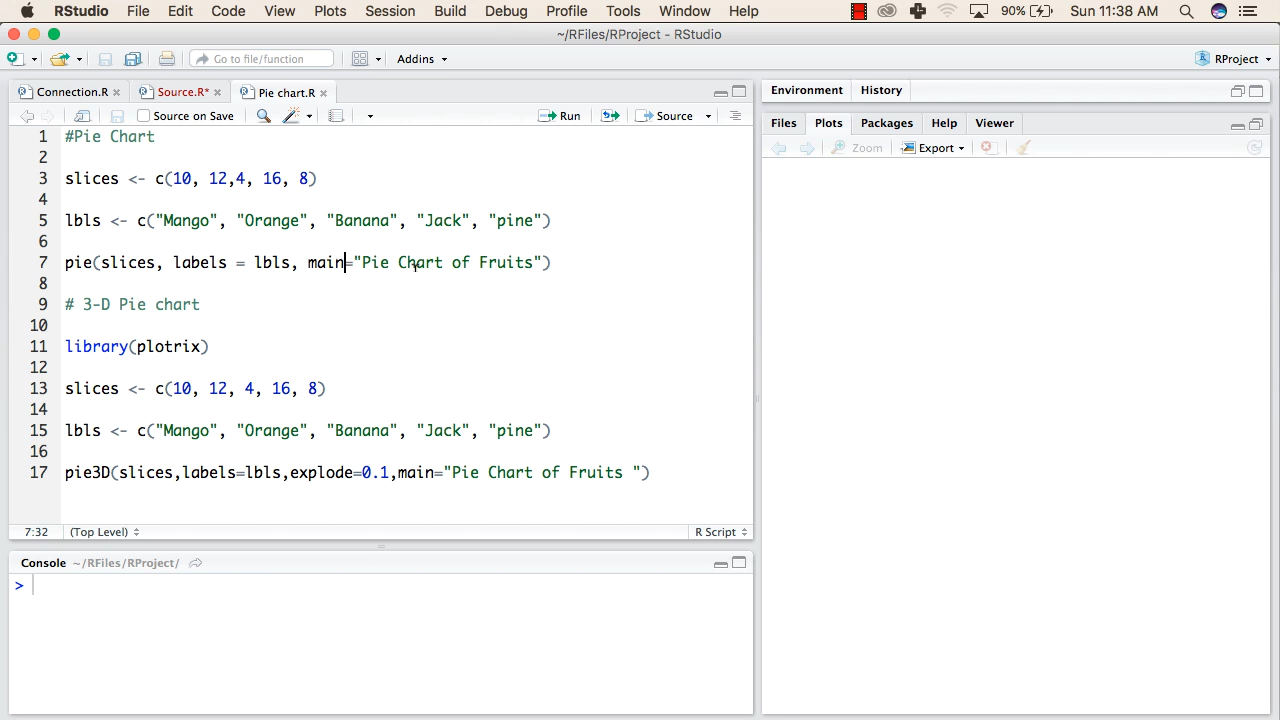 RStudio File Edit Code View Plots Session Build Debug Profile Tools Window Help 90% Sun 11:38 AM
~/RFiles/RProject - RStudio
Go to file/function Addins RProject
Connection.R Source.R* Pie chart.R
Source on Save Run Source
1 #Pie Chart
2
3 slices <- c(10, 12,4, 16, 8)
4
5 lbls <- c("Mango", "Orange", "Banana", "Jack", "pine")
6
7 pie(slices, labels = lbls, main="Pie Chart of Fruits")
8
9 # 3-D Pie chart
10
11 library(plotrix)
12
13 slices <- c(10, 12, 4, 16, 8)
14
15 lbls <- c("Mango", "Orange", "Banana", "Jack", "pine")
16
17 pie3D(slices,labels=lbls,explode=0.1,main="Pie Chart of Fruits ")
7:32 (Top Level) R Script
Console ~/RFiles/RProject/
>
Environment History
Files Plots Packages Help Viewer
Zoom Export